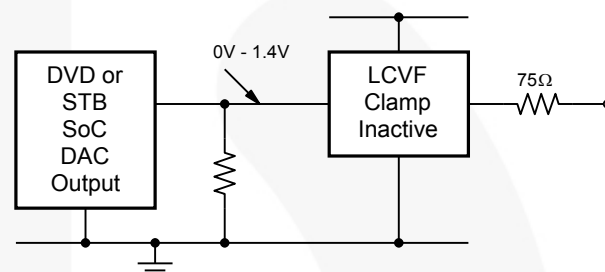 0V - 1.4V
DVD or
STB
SoC
DAC
Output
LCVF
Clamp
Inactive
75Ω